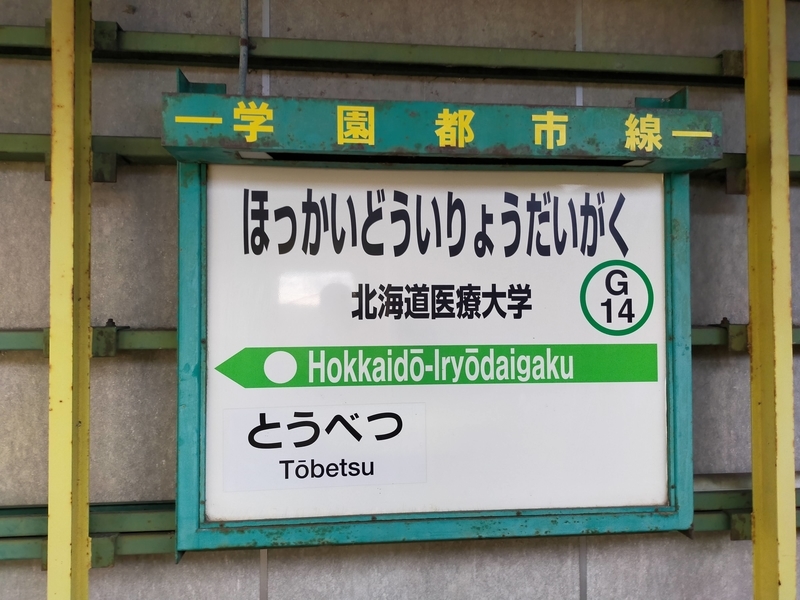 ー学園都市線ー
ほっかいどういりょうだいがく
北海道医療大学
G
14
Hokkaidō-Iryōdaigaku
とうべつ
Tōbetsu